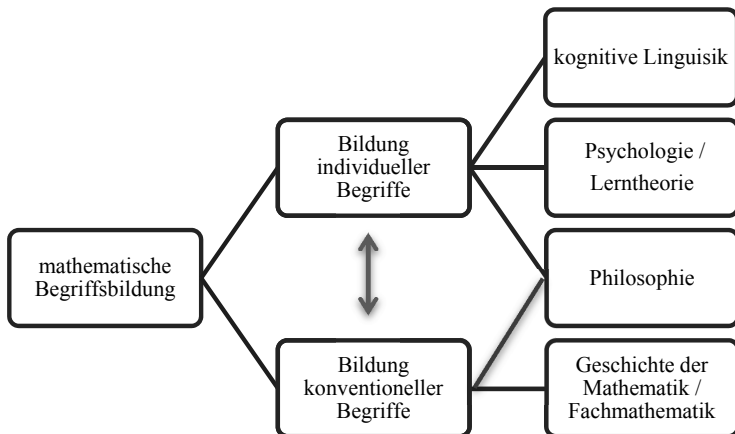 kognitive Linguisik
Bildung
individueller
Begriffe
Psychologie /
Lerntheorie
mathematische
Begriffsbildung
Philosophie
Bildung
konventioneller
Begriffe
Geschichte der
Mathematik /
Fachmathematik